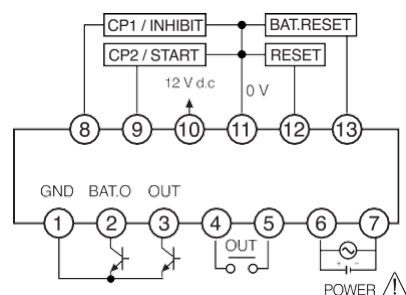 CP1 / INHIBIT BAT.RESET
CP2 / START RESET
12 V d.c 0 V
8 9 10 11 12 13
GND BAT.O OUT
1 2 3 4 5 6 7
OUT
+ -
POWER